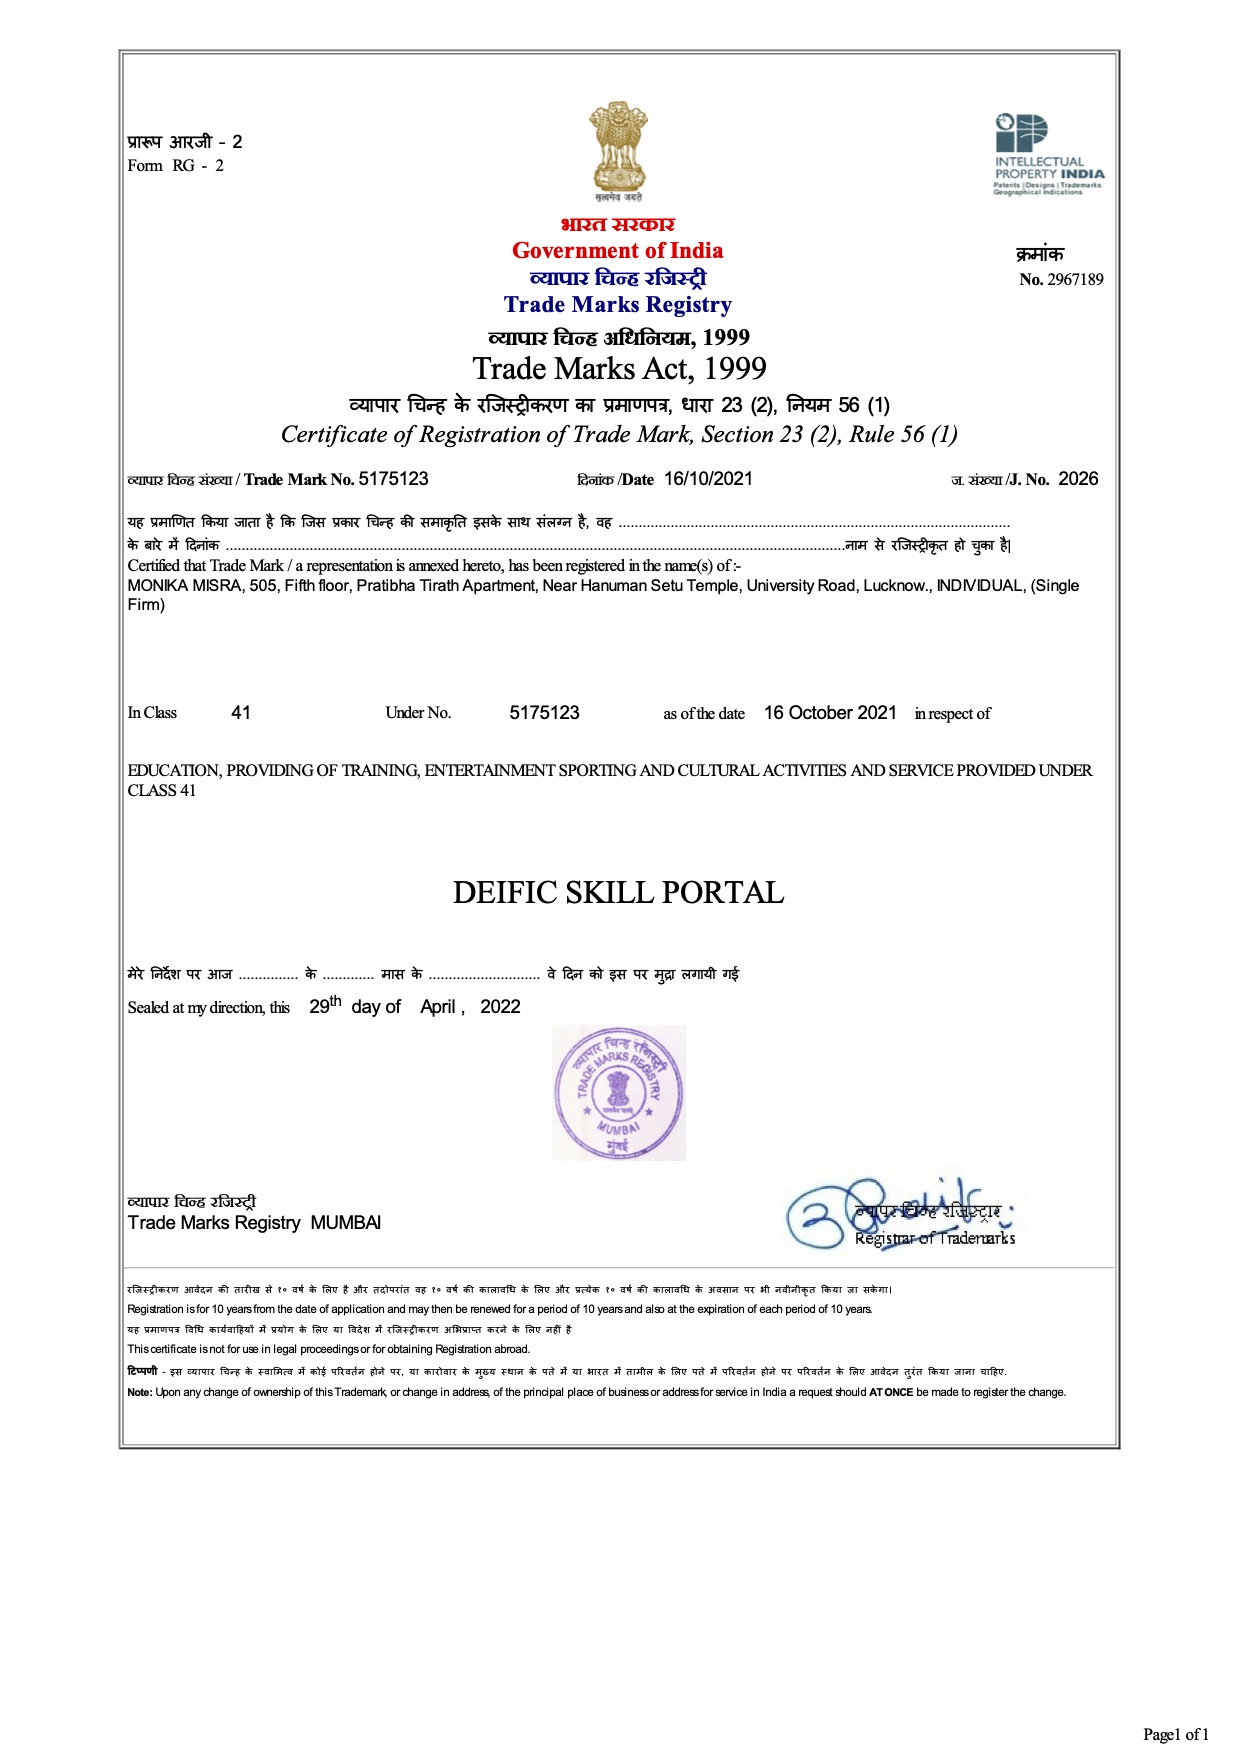 प्रारूप आरजी - 2
Form RG - 2
सत्यमेव जयते
INTELLECTUAL
PROPERTY INDIA
Patents | Designs | Trademarks
Geographical Indications
भारत सरकार
Government of India
व्यापार चिन्ह रजिस्ट्री
Trade Marks Registry
क्रमांक
No. 2967189
व्यापार चिन्ह अधिनियम, 1999
Trade Marks Act, 1999
व्यापार चिन्ह के रजिस्ट्रीकरण का प्रमाणपत्र, धारा 23 (2), नियम 56 (1)
Certificate of Registration of Trade Mark, Section 23 (2), Rule 56 (1)
व्यापार चिन्ह संख्या / Trade Mark No. 5175123 दिनांक /Date 16/10/2021 ज. संख्या /J. No. 2026
यह प्रमाणित किया जाता है कि जिस प्रकार चिन्ह की समाकृति इसके साथ संलग्न है, वह ..................................................................................................
के बारे में दिनांक ...........................................................................................................................................................नाम से रजिस्ट्रीकृत हो चुका है|
Certified that Trade Mark / a representation is annexed hereto, has been registered in the name(s) of :-
MONIKA MISRA, 505, Fifth floor, Pratibha Tirath Apartment, Near Hanuman Setu Temple, University Road, Lucknow., INDIVIDUAL, (Single
Firm)
In Class 41 Under No. 5175123 as of the date 16 October 2021 in respect of
EDUCATION, PROVIDING OF TRAINING, ENTERTAINMENT SPORTING AND CULTURAL ACTIVITIES AND SERVICE PROVIDED UNDER
CLASS 41
DEIFIC SKILL PORTAL
मेरे निर्देश पर आज ............... के ............. मास के ............................ वे दिन को इस पर मुद्रा लगायी गई
Sealed at my direction, this 29th day of April , 2022
व्यापार चिन्ह रजिस्ट्री
TRADE MARKS REGISTRY
MUMBAI
मुंबई
व्यापार चिन्ह रजिस्ट्री
Trade Marks Registry MUMBAI
व्यापार चिन्ह रजिस्ट्रार
Registrar of Trademarks
रजिस्ट्रीकरण आवेदन की तारीख से १० वर्ष के लिए है और तदोपरांत वह १० वर्ष की कालावधि के लिए और प्रत्येक १० वर्ष की कालावधि के अवसान पर भी नवीनीकृत किया जा सकेगा।
Registration is for 10 years from the date of application and may then be renewed for a period of 10 years and also at the expiration of each period of 10 years.
यह प्रमाणपत्र विधि कार्यवाहियों में प्रयोग के लिए या विदेश में रजिस्ट्रीकरण अभिप्राप्त करने के लिए नहीं है
This certificate is not for use in legal proceedings or for obtaining Registration abroad.
टिप्पणी - इस व्यापार चिन्ह के स्वामित्व में कोई परिवर्तन होने पर, या कारोवार के मुख्य स्थान के पते में या भारत में तामील के लिए पते में परिवर्तन होने पर परिवर्तन के लिए आवेदन तुरंत किया जाना चाहिए.
Note: Upon any change of ownership of this Trademark, or change in address, of the principal place of business or address for service in India a request should AT ONCE be made to register the change.
Page1 of 1